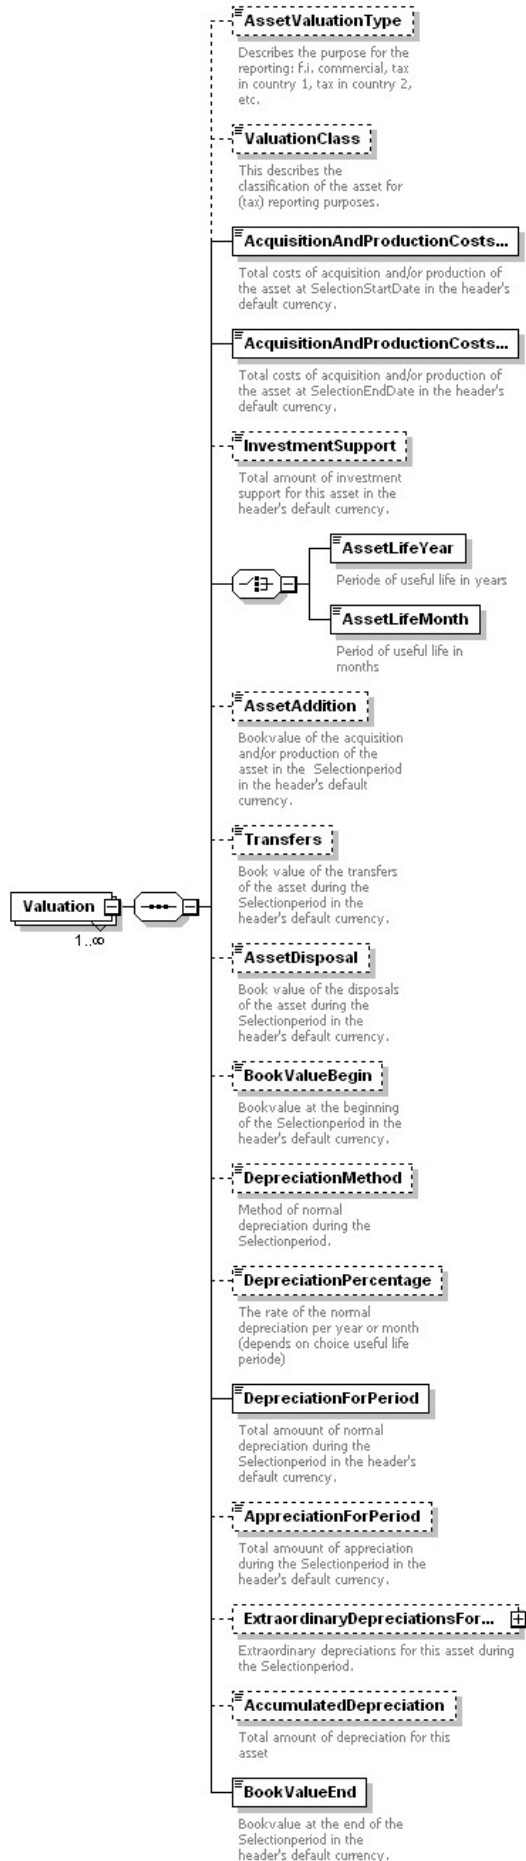 AssetValuationType
Describes the purpose for the
reporting: f.i. commercial, tax
in country 1, tax in country 2,
etc.
ValuationClass
This describes the
classification of the asset for
(tax) reporting purposes.
AcquisitionAndProductionCosts...
Total costs of acquisition and/or production of
the asset at SelectionStartDate in the header's
default currency.
AcquisitionAndProductionCosts...
Total costs of acquisition and/or production of
the asset at SelectionEndDate in the header's
default currency.
InvestmentSupport
Total amount of investment
support for this asset in the
header's default currency.
AssetLifeYear
Periode of useful life in years
AssetLifeMonth
Period of useful life in
months
AssetAddition
Bookvalue of the acquisition
and/or production of the
asset in the Selectionperiod
in the header's default
currency.
Transfers
Book value of the transfers
of the asset during the
Selectionperiod in the
header's default currency.
Valuation
1..∞
AssetDisposal
Book value of the disposals
of the asset during the
Selectionperiod in the
header's default currency.
BookValueBegin
Bookvalue at the beginning
of the Selectionperiod in the
header's default currency.
DepreciationMethod
Method of normal
depreciation during the
Selectionperiod.
DepreciationPercentage
The rate of the normal
depreciation per year or month
(depends on choice useful life
periode)
DepreciationForPeriod
Total amouunt of normal
depreciation during the
Selectionperiod in the header's
default currency.
AppreciationForPeriod
Total amouunt of appreciation
during the Selectionperiod in the
header's default currency.
ExtraordinaryDepreciationsFor...
Extraordinary depreciations for this asset during
the Selectionperiod.
AccumulatedDepreciation
Total amount of depreciation for this
asset
BookValueEnd
Bookvalue at the end of the
Selectionperiod in the
header's default currency.